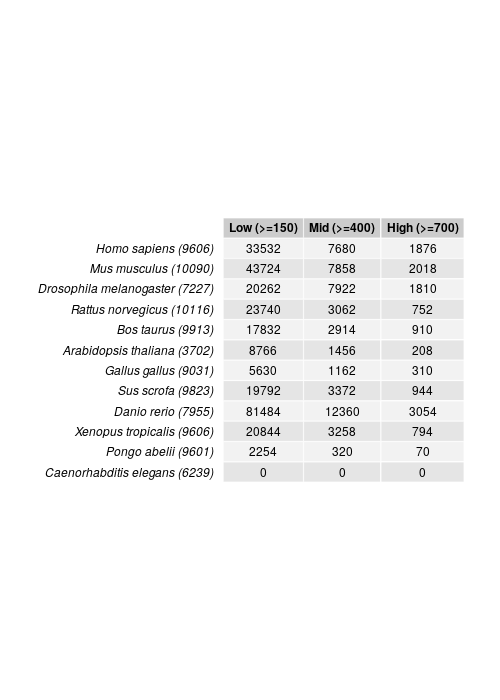 Low (>=150) Mid (>=400) High (>=700)
Homo sapiens (9606) 33532 7680 1876
Mus musculus (10090) 43724 7858 2018
Drosophila melanogaster (7227) 20262 7922 1810
Rattus norvegicus (10116) 23740 3062 752
Bos taurus (9913) 17832 2914 910
Arabidopsis thaliana (3702) 8766 1456 208
Gallus gallus (9031) 5630 1162 310
Sus scrofa (9823) 19792 3372 944
Danio rerio (7955) 81484 12360 3054
Xenopus tropicalis (9606) 20844 3258 794
Pongo abelii (9601) 2254 320 70
Caenorhabditis elegans (6239) 0 0 0